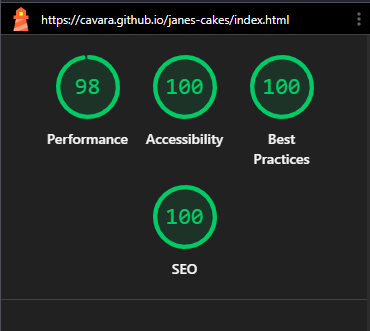 https://cavara.github.io/janes-cakes/index.html
98
100
100
Performance
Accessibility
Best
Practices
100
SEO